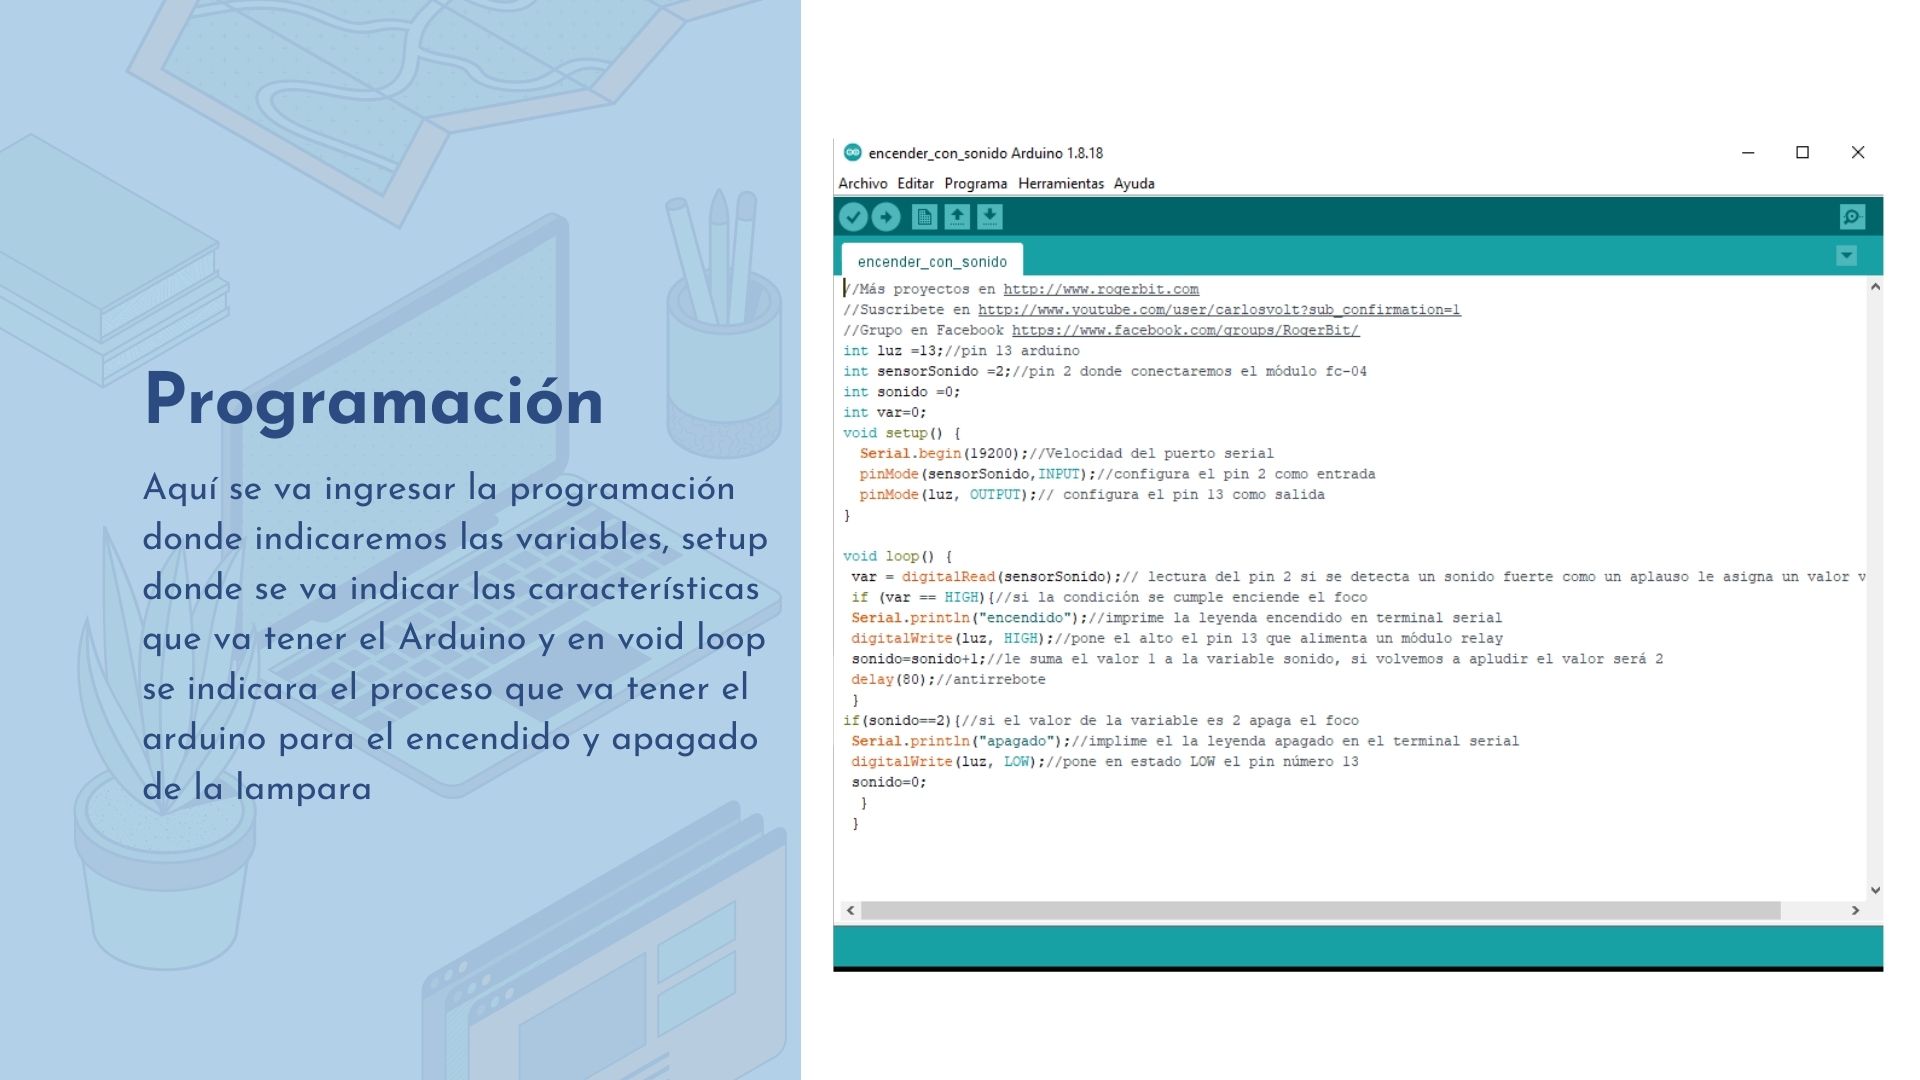 Programación
Aquí se va ingresar la programación
donde indicaremos las variables, setup
donde se va indicar las características
que va tener el Arduino y en void loop
se indicara el proceso que va tener el
arduino para el encendido y apagado
de la lampara
encender_con_sonido Arduino 1.8.18
Archivo Editar Programa Herramientas Ayuda
encender_con_sonido
//Más proyectos en http://www.rogerbit.com
//Suscribete en http://www.youtube.com/user/carlosvolt?sub_confirmation=1
//Grupo en Facebook https://www.facebook.com/groups/RogerBit/
int luz =13;//pin 13 arduino
int sensorSonido =2;//pin 2 donde conectaremos el módulo fc-04
int sonido =0;
int var=0;
void setup() {
  Serial.begin(19200);//Velocidad del puerto serial
  pinMode(sensorSonido,INPUT);//configura el pin 2 como entrada
  pinMode(luz, OUTPUT);// configura el pin 13 como salida
}
void loop() {
 var = digitalRead(sensorSonido);// lectura del pin 2 si se detecta un sonido fuerte como un aplauso le asigna un valor v
 if (var == HIGH){//si la condición se cumple enciende el foco
 Serial.println("encendido");//imprime la leyenda encendido en terminal serial
 digitalWrite(luz, HIGH);//pone el alto el pin 13 que alimenta un módulo relay
 sonido=sonido+1;//le suma el valor 1 a la variable sonido, si volvemos a apludir el valor será 2
 delay(80);//antirrebote
 }
if(sonido==2){//si el valor de la variable es 2 apaga el foco
 Serial.println("apagado");//implime el la leyenda apagado en el terminal serial
 digitalWrite(luz, LOW);//pone en estado LOW el pin número 13
 sonido=0;
  }
 }